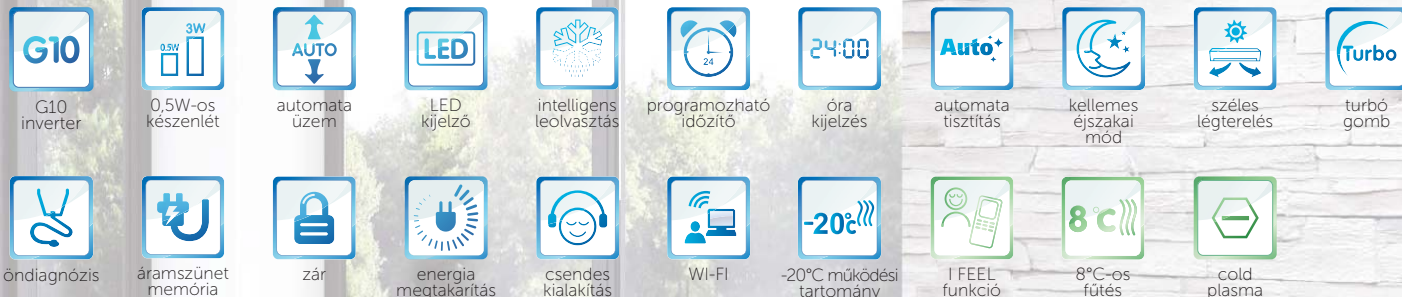 G10
G10
inverter
3W
0.5W
0,5W-os
készenlét
AUTO
automata
üzem
LED
LED
kijelző
intelligens
leolvasztás
24
programozható
időzítő
24:00
óra
kijelzés
Auto
automata
tisztítás
kellemes
éjszakai
mód
széles
légterelés
Turbo
turbó
gomb
öndiagnózis
áramszünet
memória
zár
energia
megtakarítás
csendes
kialakítás
WI-FI
-20°C
-20°C működési
tartomány
I FEEL
funkció
8°C
8°C-os
fűtés
cold
plasma